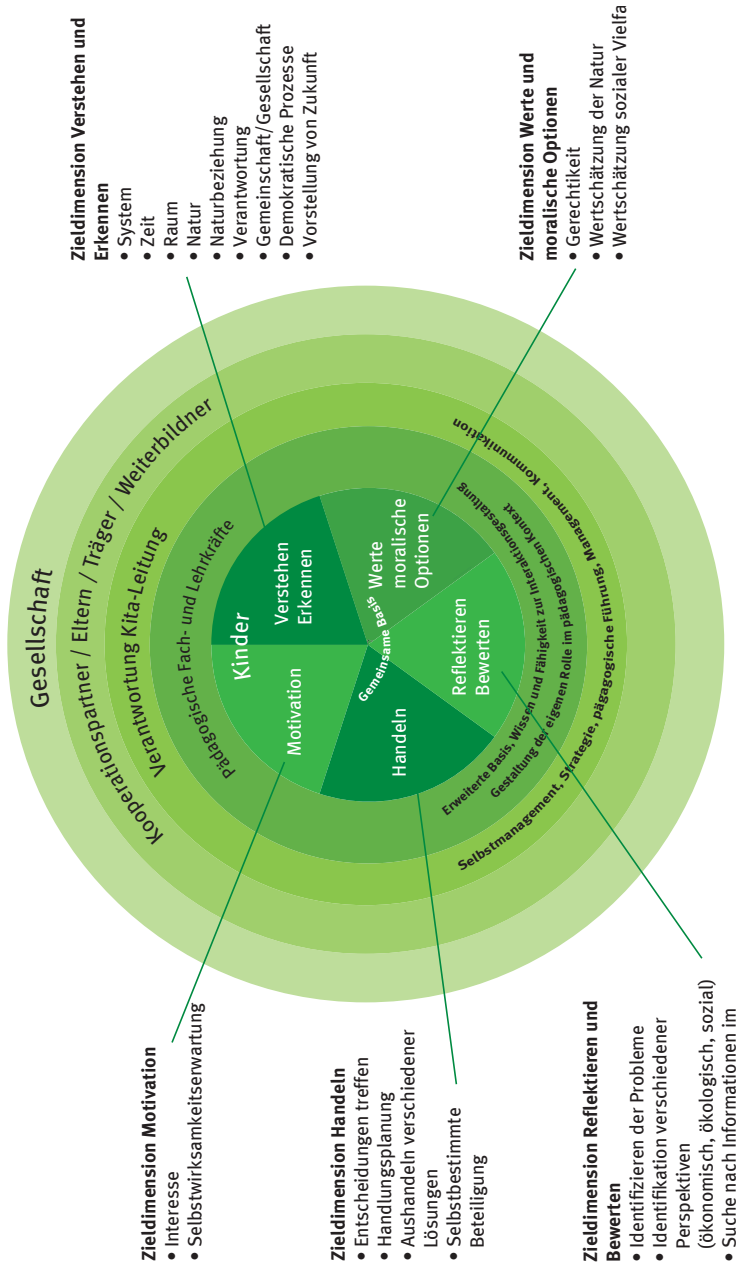 Zieldimension Motivation
• Interesse
• Selbstwirksamkeitserwartung
Zieldimension Handeln
• Entscheidungen treffen
• Handlungsplanung
• Aushandeln verschiedener
Lösungen
• Selbstbestimmte
Beteiligung
Zieldimension Reflektieren und
Bewerten
• Identifizieren der Probleme
• Identifikation verschiedener
Perspektiven
(ökonomisch, ökologisch, sozial)
• Suche nach Informationen im
Gesellschaft
Kooperationspartner / Eltern / Träger / Weiterbildner
Verantwortung Kita-Leitung
Pädagogische Fach- und Lehrkräfte
Kinder
Motivation
Verstehen
Erkennen
Gemeinsame Basis
Handeln
Werte
moralische
Optionen
Reflektieren
Bewerten
Erweiterte Basis, Wissen und Fähigkeit zur Interaktionsgestaltung
Gestaltung der eigenen Rolle im pädagogischen Kontext
Selbstmanagement, Strategie, pägagogische Führung, Management, Kommunikation
Zieldimension Verstehen und
Erkennen
• System
• Zeit
• Raum
• Natur
• Naturbeziehung
• Verantwortung
• Gemeinschaft/Gesellschaft
• Demokratische Prozesse
• Vorstellung von Zukunft
Zieldimension Werte und
moralische Optionen
• Gerechtikeit
• Wertschätzung der Natur
• Wertschätzung sozialer Vielfa